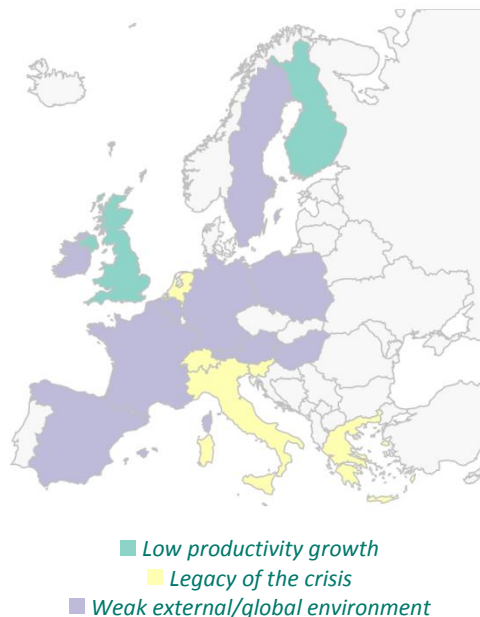 Low productivity growth
Legacy of the crisis
Weak external/global environment